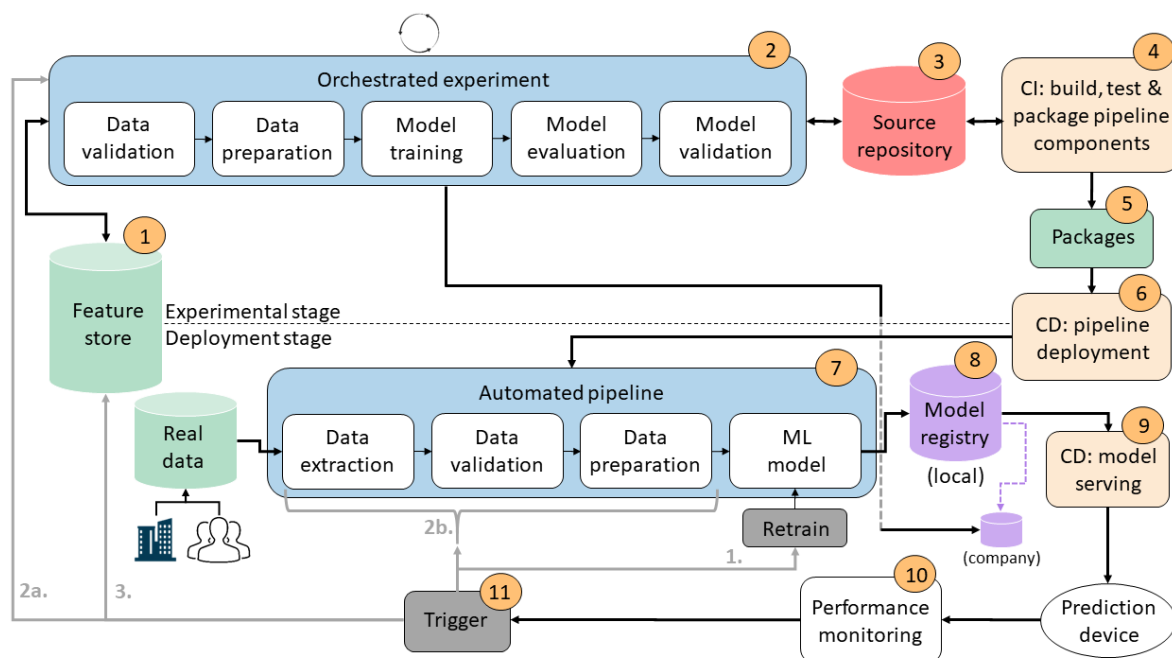 2
Orchestrated experiment
Data
validation
Data
preparation
Model
training
Model
evaluation
Model
validation
3
Source
repository
4
CI: build, test &
package pipeline
components
5
Packages
1
Feature
store
Experimental stage
Deployment stage
6
CD: pipeline
deployment
7
Automated pipeline
Real
data
Data
extraction
Data
validation
Data
preparation
ML
model
8
Model
registry
(local)
9
CD: model
serving
Retrain
(company)
2b.
1.
2a.
3.
11
Trigger
10
Performance
monitoring
Prediction
device